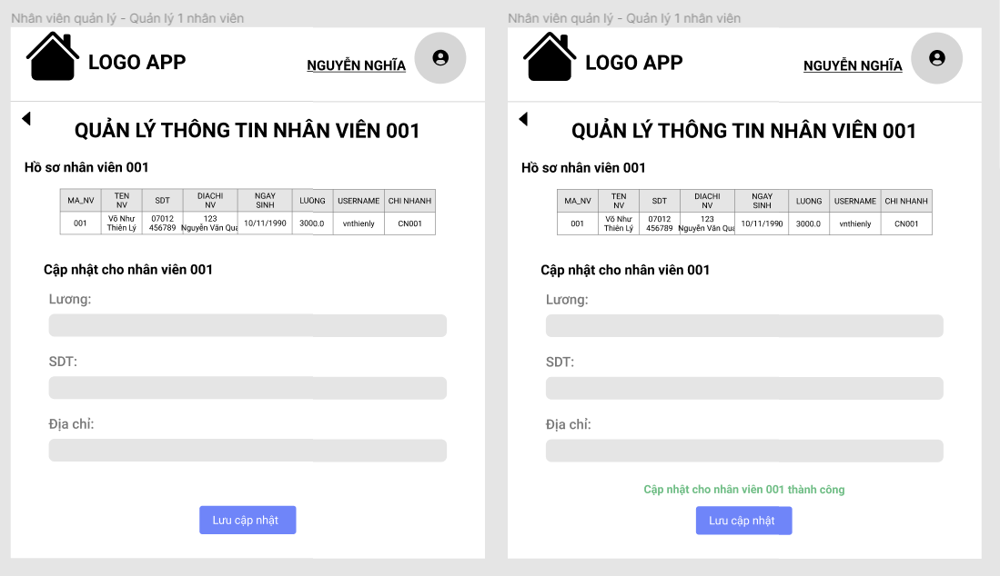 Nhân viên quản lý - Quản lý 1 nhân viên
LOGO APP
NGUYỄN NGHĨA
QUẢN LÝ THÔNG TIN NHÂN VIÊN 001
Hồ sơ nhân viên 001
MA_NV TEN NV SDT DIACHI NV NGAY SINH LUONG USERNAME CHI NHANH
001 Võ Như Thiên Lý 07012 456789 123 Nguyễn Văn Quá 10/11/1990 3000.0 vnthienly CN001
Cập nhật cho nhân viên 001
Lương:
SDT:
Địa chỉ:
Lưu cập nhật
Nhân viên quản lý - Quản lý 1 nhân viên
LOGO APP
NGUYỄN NGHĨA
QUẢN LÝ THÔNG TIN NHÂN VIÊN 001
Hồ sơ nhân viên 001
MA_NV TEN NV SDT DIACHI NV NGAY SINH LUONG USERNAME CHI NHANH
001 Võ Như Thiên Lý 07012 456789 123 Nguyễn Văn Quá 10/11/1990 3000.0 vnthienly CN001
Cập nhật cho nhân viên 001
Lương:
SDT:
Địa chỉ:
Cập nhật cho nhân viên 001 thành công
Lưu cập nhật